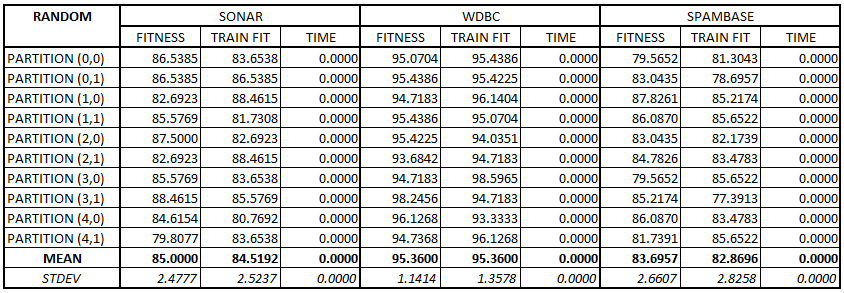 RANDOM SONAR WDBC SPAMBASE
FITNESS TRAIN FIT TIME FITNESS TRAIN FIT TIME FITNESS TRAIN FIT TIME
PARTITION (0,0) 86.5385 83.6538 0.0000 95.0704 95.4386 0.0000 79.5652 81.3043 0.0000
PARTITION (0,1) 86.5385 86.5385 0.0000 95.4386 95.4225 0.0000 83.0435 78.6957 0.0000
PARTITION (1,0) 82.6923 88.4615 0.0000 94.7183 96.1404 0.0000 87.8261 85.2174 0.0000
PARTITION (1,1) 85.5769 81.7308 0.0000 95.4386 95.0704 0.0000 86.0870 85.6522 0.0000
PARTITION (2,0) 87.5000 82.6923 0.0000 95.4225 94.0351 0.0000 83.0435 82.1739 0.0000
PARTITION (2,1) 82.6923 88.4615 0.0000 93.6842 94.7183 0.0000 84.7826 83.4783 0.0000
PARTITION (3,0) 85.5769 83.6538 0.0000 94.7183 98.5965 0.0000 79.5652 85.6522 0.0000
PARTITION (3,1) 88.4615 85.5769 0.0000 98.2456 94.7183 0.0000 85.2174 77.3913 0.0000
PARTITION (4,0) 84.6154 80.7692 0.0000 96.1268 93.3333 0.0000 86.0870 83.4783 0.0000
PARTITION (4,1) 79.8077 83.6538 0.0000 94.7368 96.1268 0.0000 81.7391 85.6522 0.0000
MEAN 85.0000 84.5192 0.0000 95.3600 95.3600 0.0000 83.6957 82.8696 0.0000
STDEV 2.4777 2.5237 0.0000 1.1414 1.3578 0.0000 2.6607 2.8258 0.0000